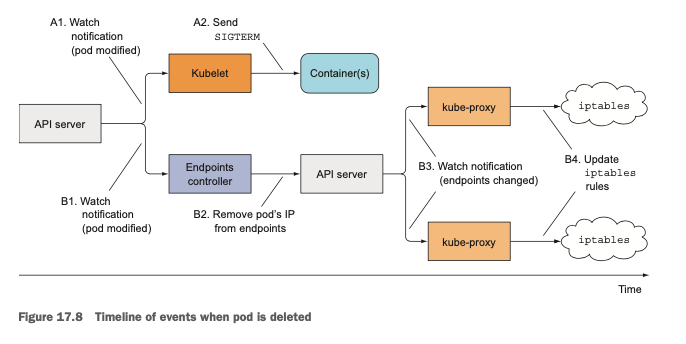 A1. Watch
notification
(pod modified)
A2. Send
SIGTERM
Kubelet
Container(s)
API server
kube-proxy
iptables
Endpoints
controller
API server
B3. Watch notification
(endpoints changed)
B4. Update
iptables
rules
B1. Watch
notification
(pod modified)
B2. Remove pod's IP
from endpoints
kube-proxy
iptables
Time
Figure 17.8 Timeline of events when pod is deleted